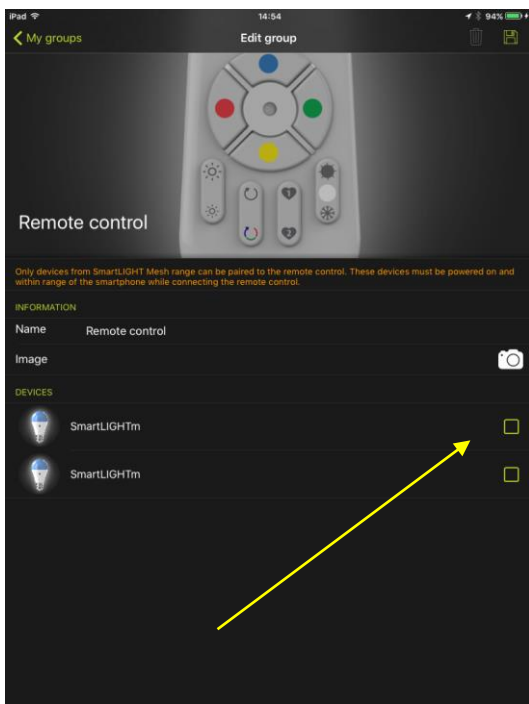 iPad 14:54 94%
My groups Edit group
1
2
Remote control
Only devices from SmartLIGHT Mesh range can be paired to the remote control. These devices must be powered on and
within range of the smartphone while connecting the remote control.
INFORMATION
Name Remote control
Image
DEVICES
SmartLIGHTm
SmartLIGHTm